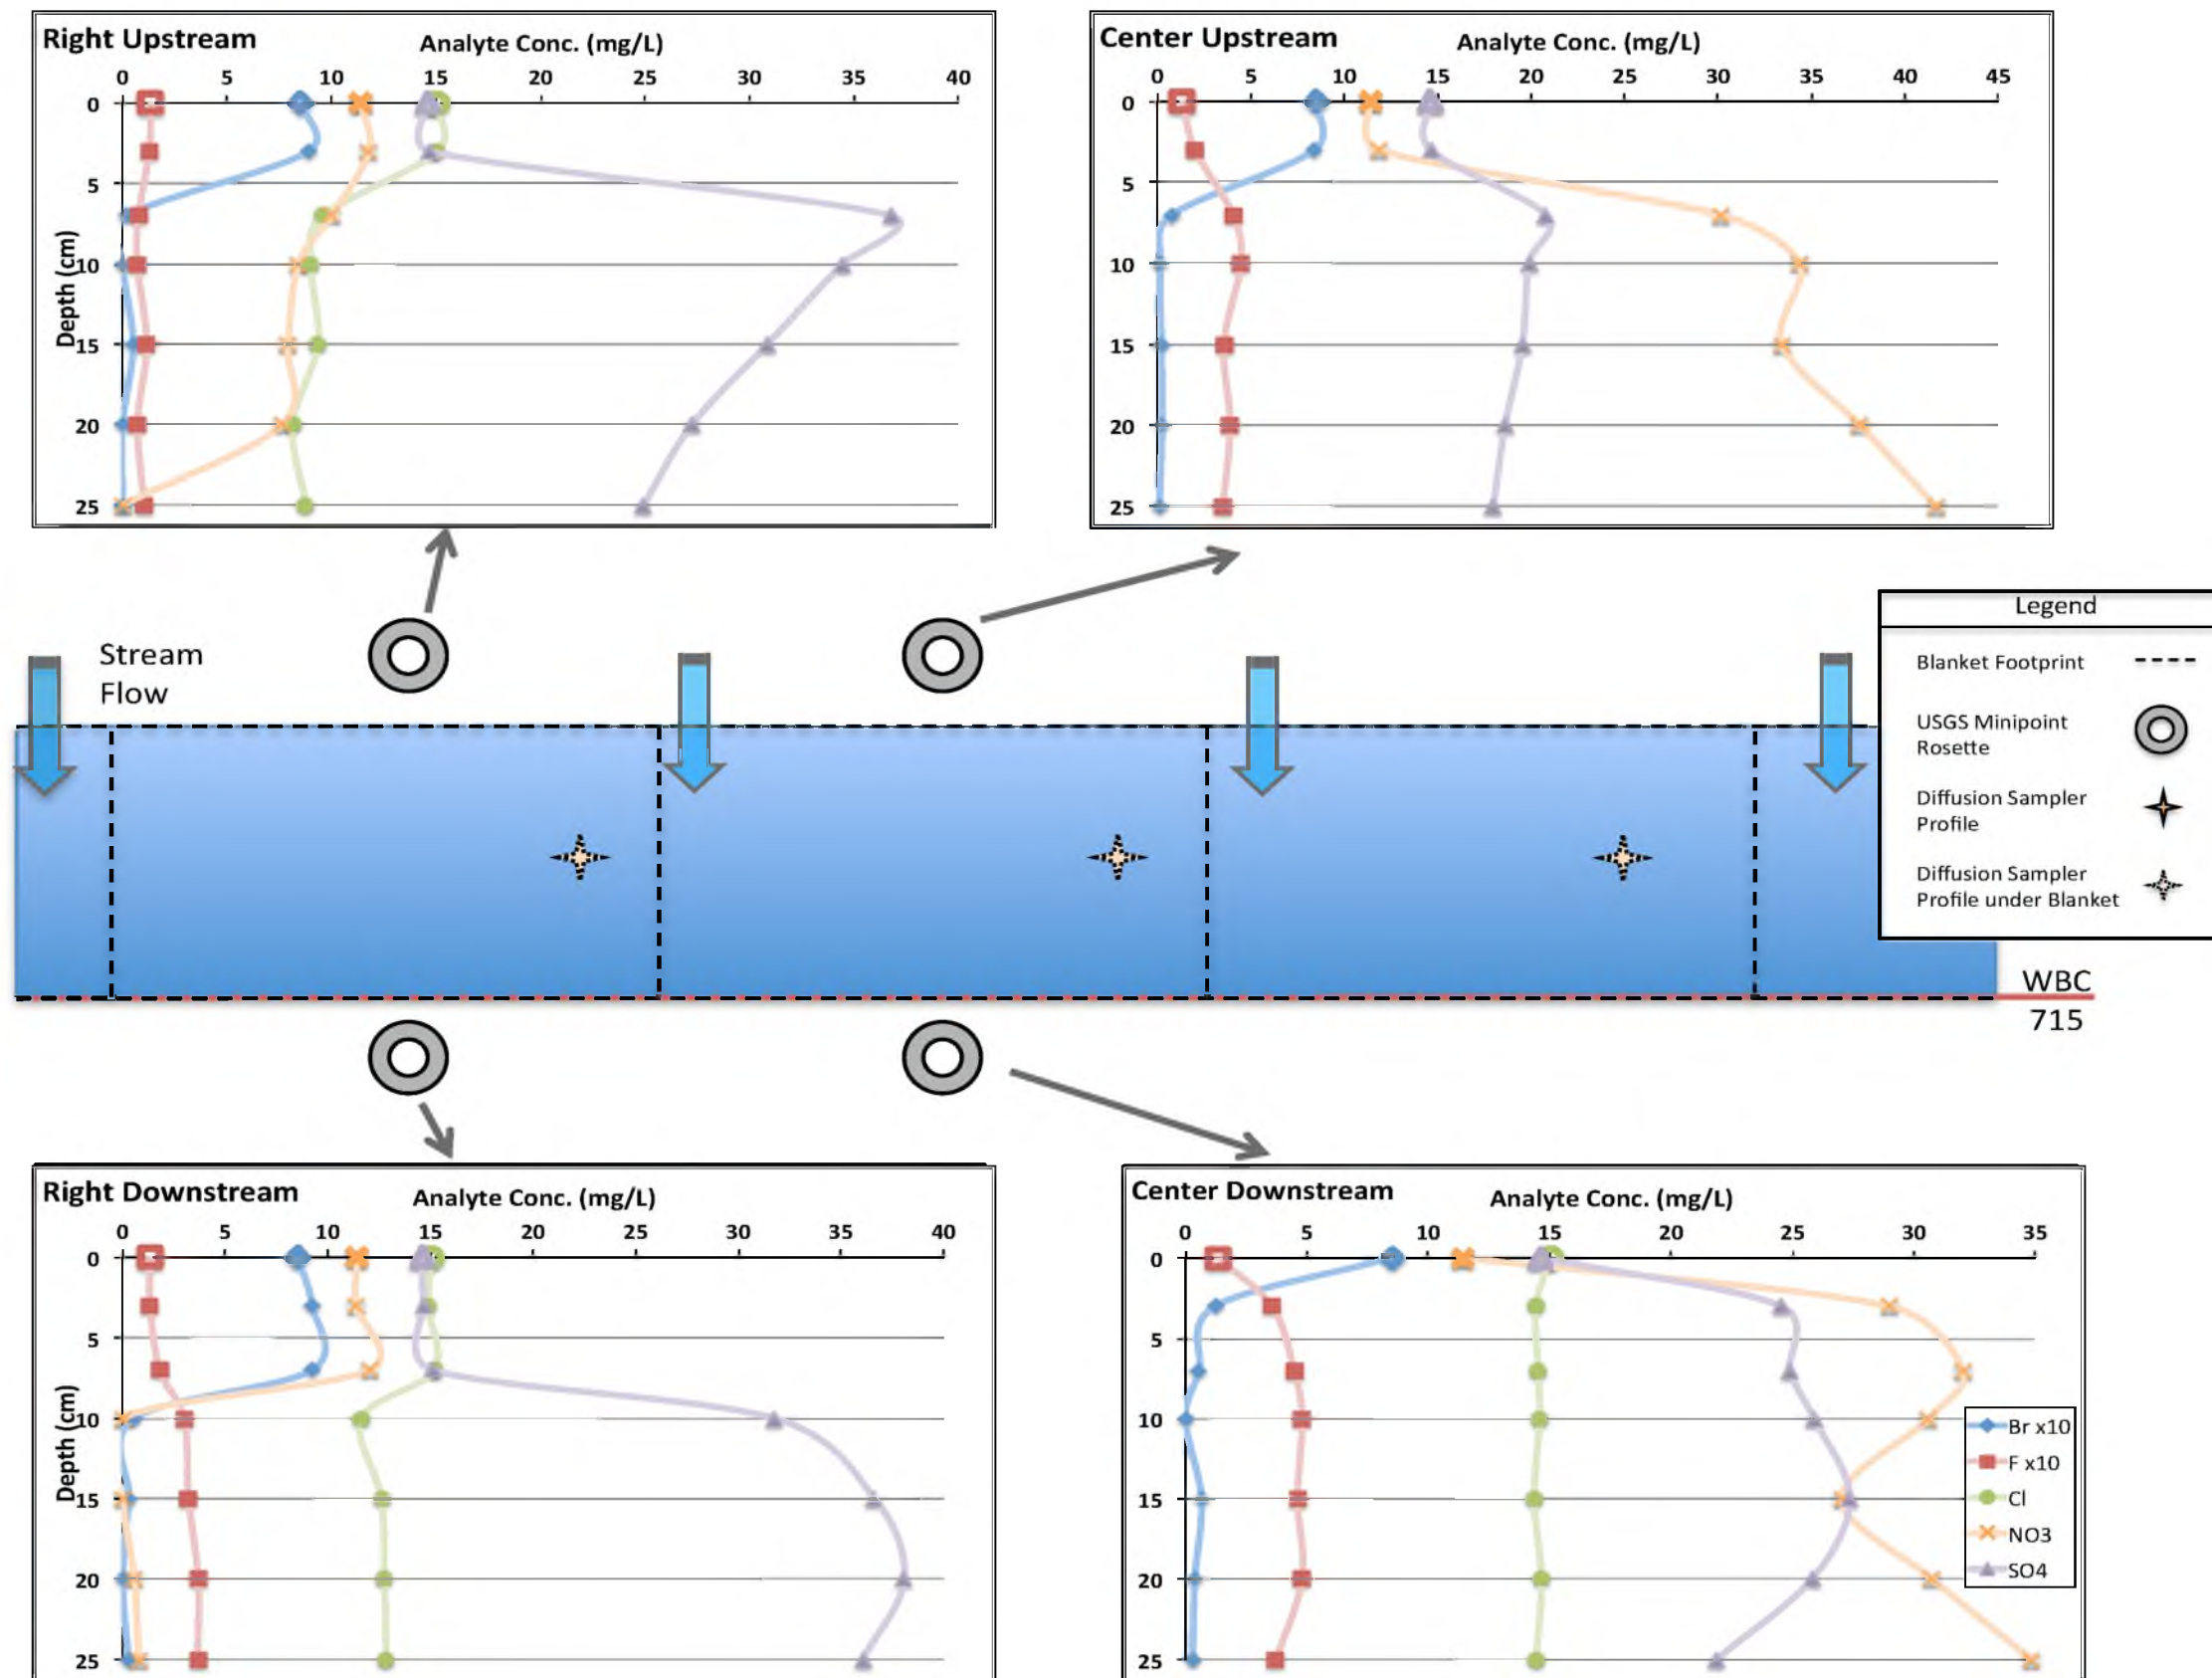 Right Upstream
Analyte Conc. (mg/L)
0 5 10 15 20 25 30 35 40
0
5
10
15
20
25
Depth (cm)
Center Upstream
Analyte Conc. (mg/L)
0 5 10 15 20 25 30 35 40 45
0
5
10
15
20
25
Stream
Flow
Legend
Blanket Footprint
USGS Minipoint
Rosette
Diffusion Sampler
Profile
Diffusion Sampler
Profile under Blanket
WBC
715
Right Downstream
Analyte Conc. (mg/L)
0 5 10 15 20 25 30 35 40
0
5
10
15
20
25
Depth (cm)
Center Downstream
Analyte Conc. (mg/L)
0 5 10 15 20 25 30 35
0
5
10
15
20
25
Br x10
F x10
Cl
NO3
SO4